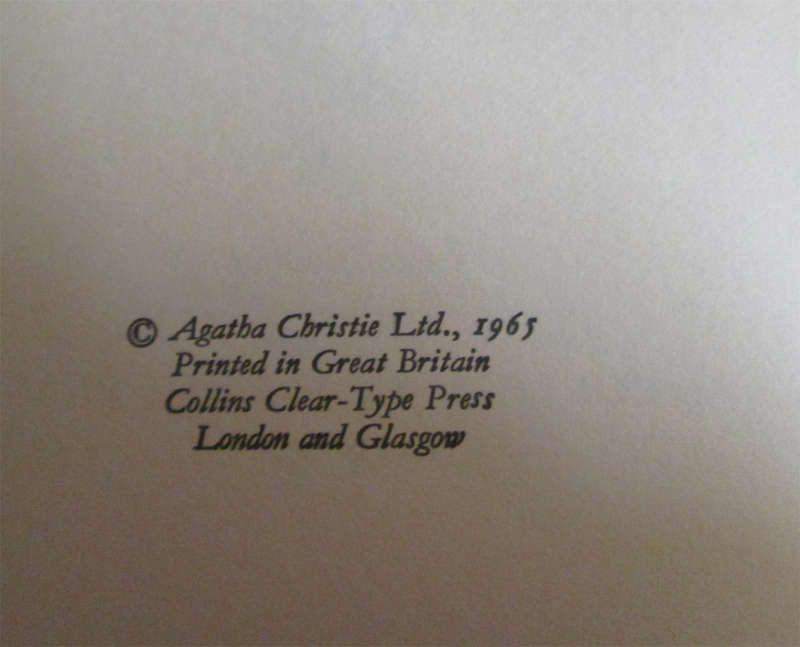 © Agatha Christie Ltd., 1965
Printed in Great Britain
Collins Clear-Type Press
London and Glasgow